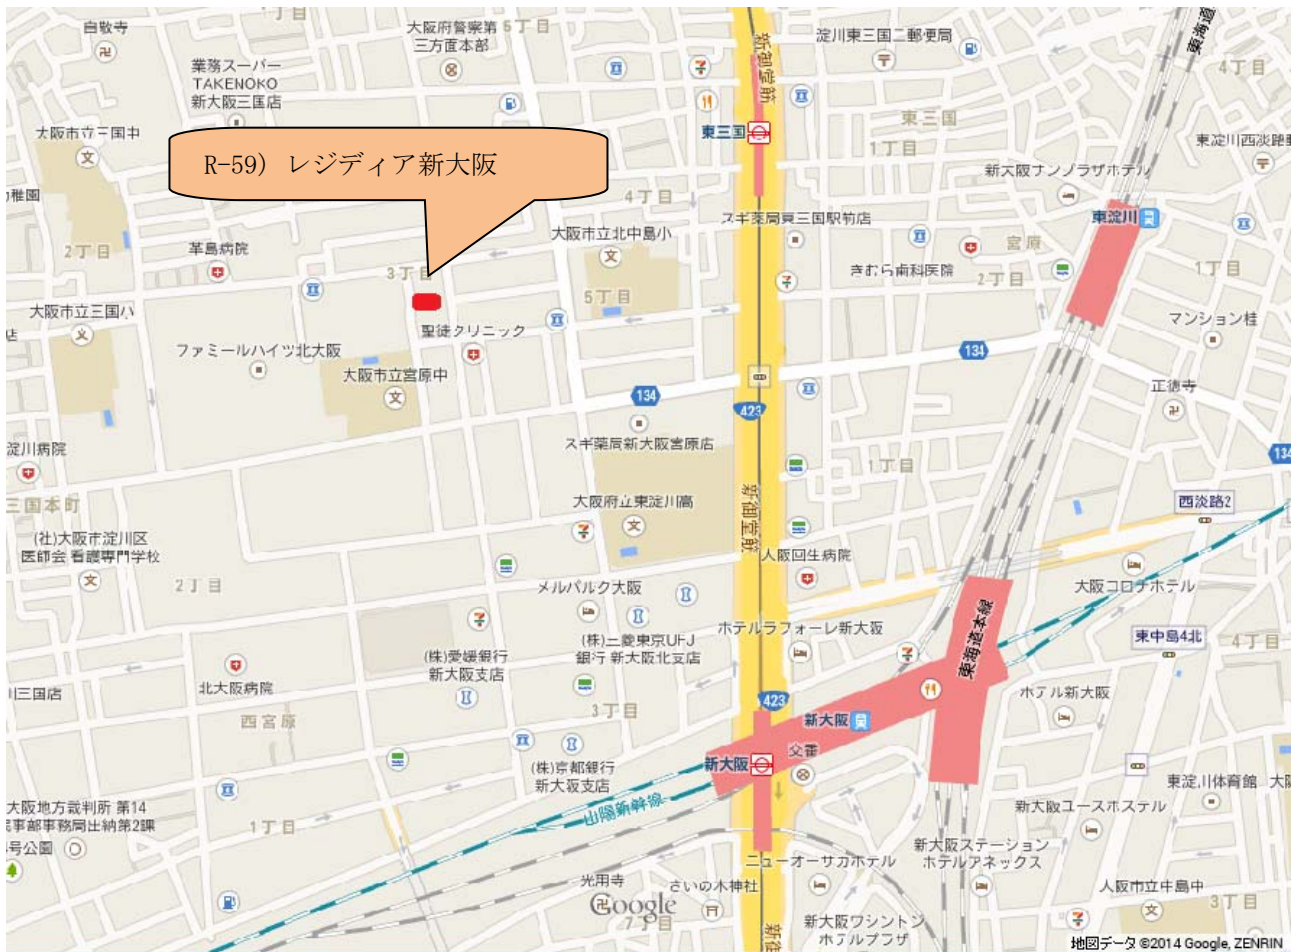 1丁目
自敬寺
大阪府警察第
三方面本部
5丁目
新御堂筋
淀川東三国二郵便局
東海道
4丁目
業務スーパー
TAKENOKO
新大阪三国店
大阪市立三国中
東三国
東三国
1丁目
東淀川西淡路郵
R-59) レジディア新大阪
新大阪サンプラザホテル
稚園
4丁目
スギ薬局東三国駅前店
東淀川
2丁目
革島病院
大阪市立北中島小
宮原
3丁目
きむら歯科医院
2丁目
1丁目
5丁目
大阪市立三国小
聖徒クリニック
マンション桂
店
ファミールハイツ北大阪
134
大阪市立宮原中
正徳寺
134
423
スギ薬局新大阪宮原店
淀川病院
134
1丁目
三国本町
大阪府立東淀川高
新御堂筋
西淡路2
(社)大阪市淀川区
医師会 看護専門学校
大阪回生病院
2丁目
メルパルク大阪
大阪コロナホテル
ホテルラフォーレ新大阪
東中島4北
4丁目
(株)三菱東京UFJ
銀行 新大阪北支店
(株)愛媛銀行
新大阪支店
東海道本線
川三国店
北大阪病院
ホテル新大阪
423
3丁目
西宮原
新大阪
交番
新大阪
(株)京都銀行
新大阪支店
東淀川体育館
大阪
山陽新幹線
大阪地方裁判所 第14
民事部事務局出納第2課
新大阪ユースホステル
1丁目
号公園
新大阪ステーション
ホテルアネックス
ニューオーサカホテル
光用寺
さいの木神社
大阪市立中島中
Google
7丁目
3丁目
新大阪ワシントン
ホテルプラザ
新御
地図データ ©2014 Google, ZENRIN